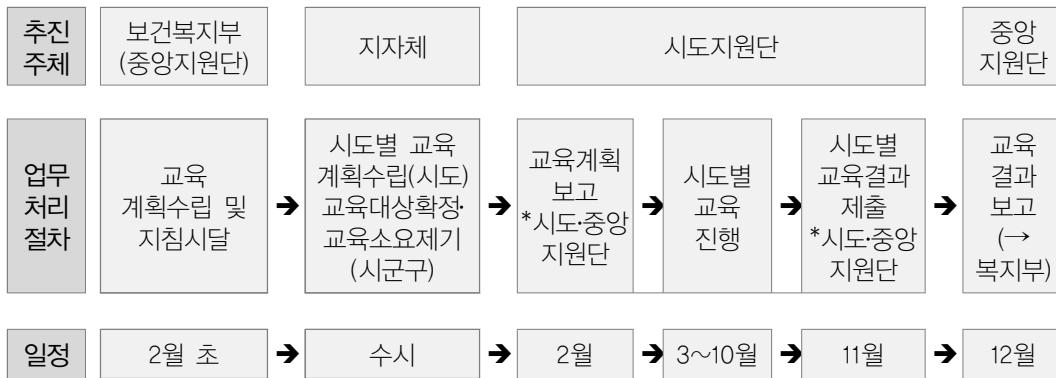 추진
주체
보건복지부
(중앙지원단)
지자체
시도지원단
중앙
지원단
업무
처리
절차
교육
계획수립 및
지침시달
➔
시도별 교육
계획수립(시도)
교육대상확정·
교육소요제기
(시군구)
➔
교육계획
보고
*시도·중앙
지원단
➔
시도별
교육
진행
➔
시도별
교육결과
제출
*시도·중앙
지원단
➔
교육
결과
보고
(→
복지부)
일정
2월 초 ➔ 수시 ➔ 2월 ➔ 3~10월 ➔ 11월 ➔ 12월